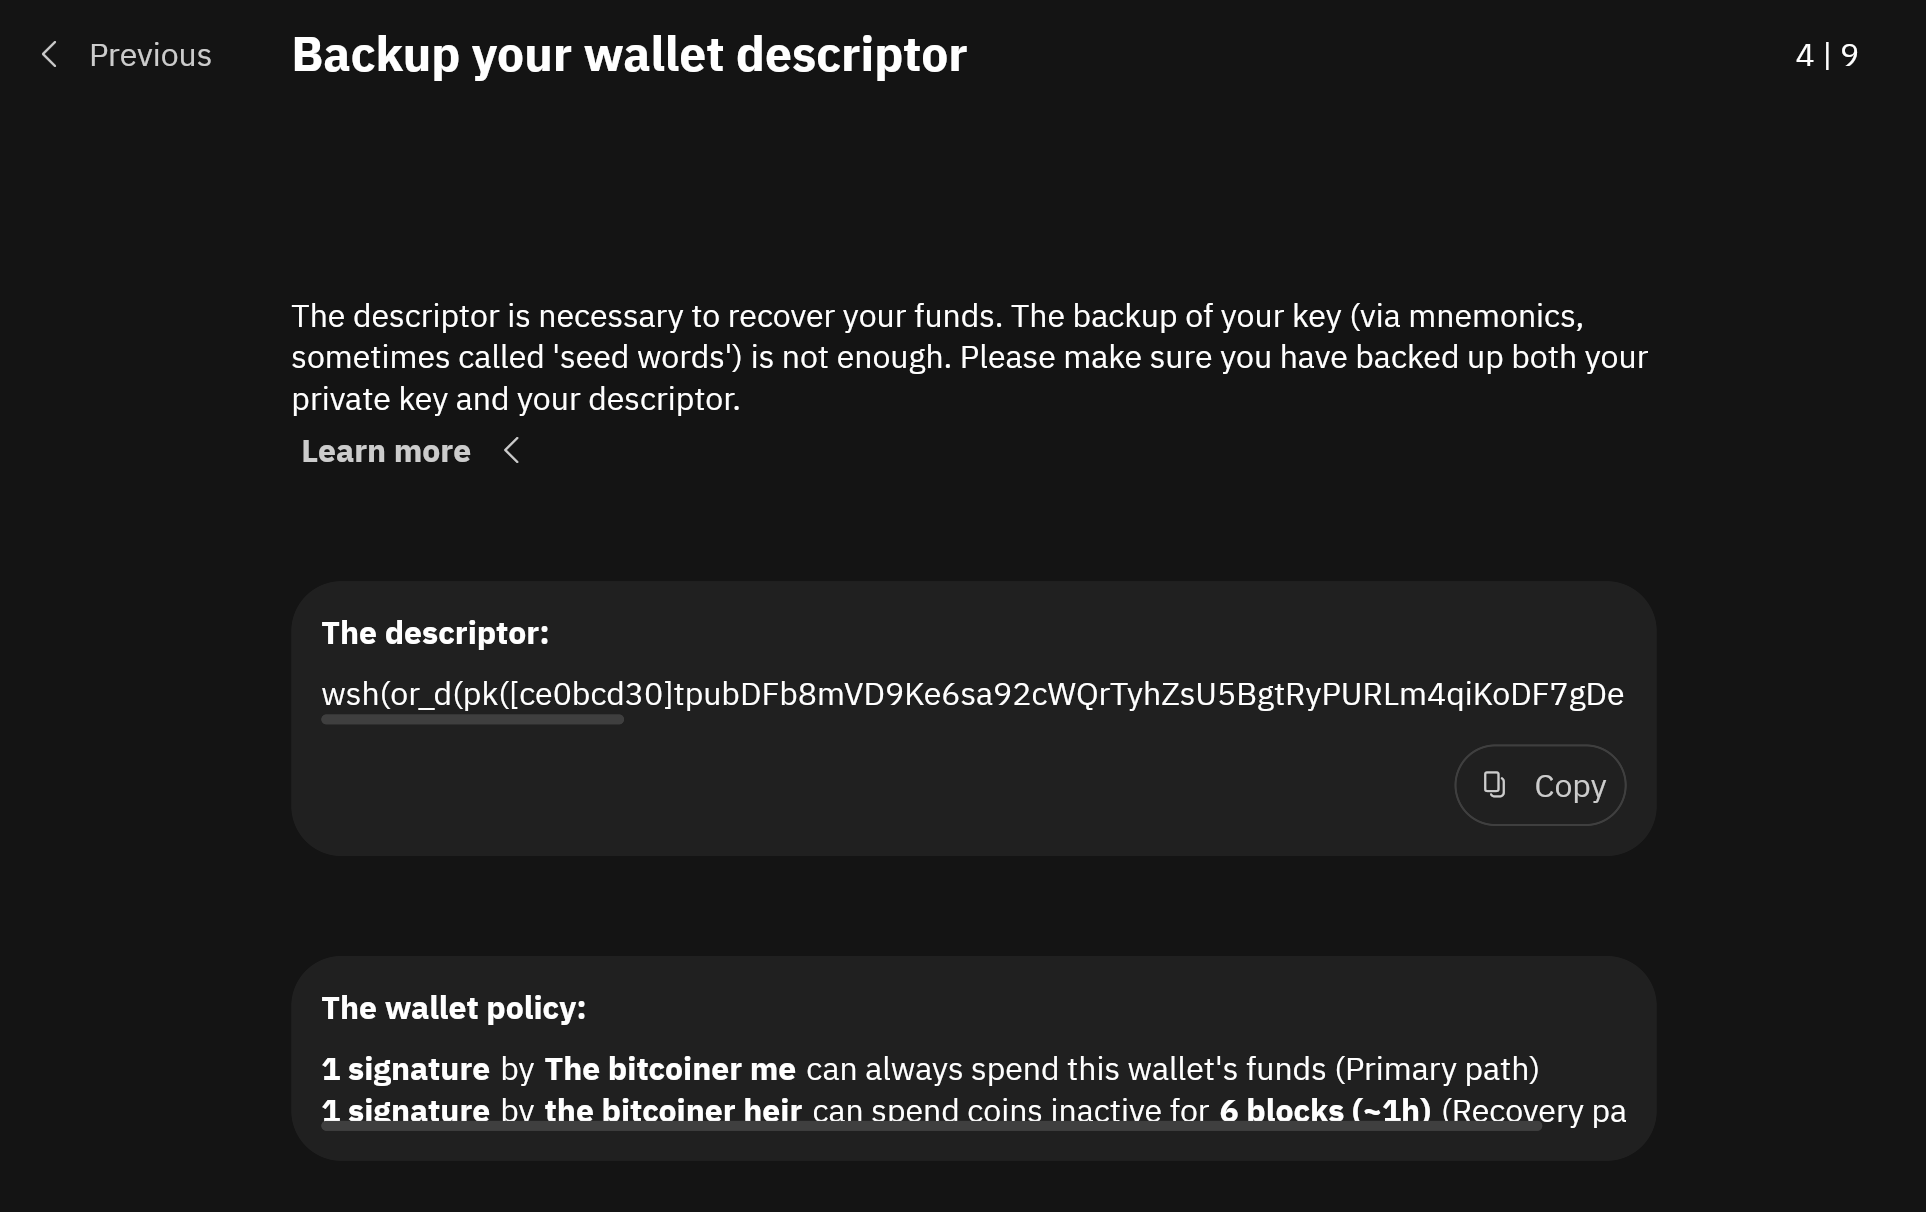 Previous
Backup your wallet descriptor
4 | 9
The descriptor is necessary to recover your funds. The backup of your key (via mnemonics,
sometimes called 'seed words') is not enough. Please make sure you have backed up both your
private key and your descriptor.
Learn more
The descriptor:
wsh(or_d(pk([ce0bcd30]tpubDFb8mVD9Ke6sa92cWQrTyhZsU5BgtRyPURLm4qiKoDF7gDe
Copy
The wallet policy:
1 signature by The bitcoiner me can always spend this wallet's funds (Primary path)
1 signature by the bitcoiner heir can spend coins inactive for 6 blocks (~1h) (Recovery pa